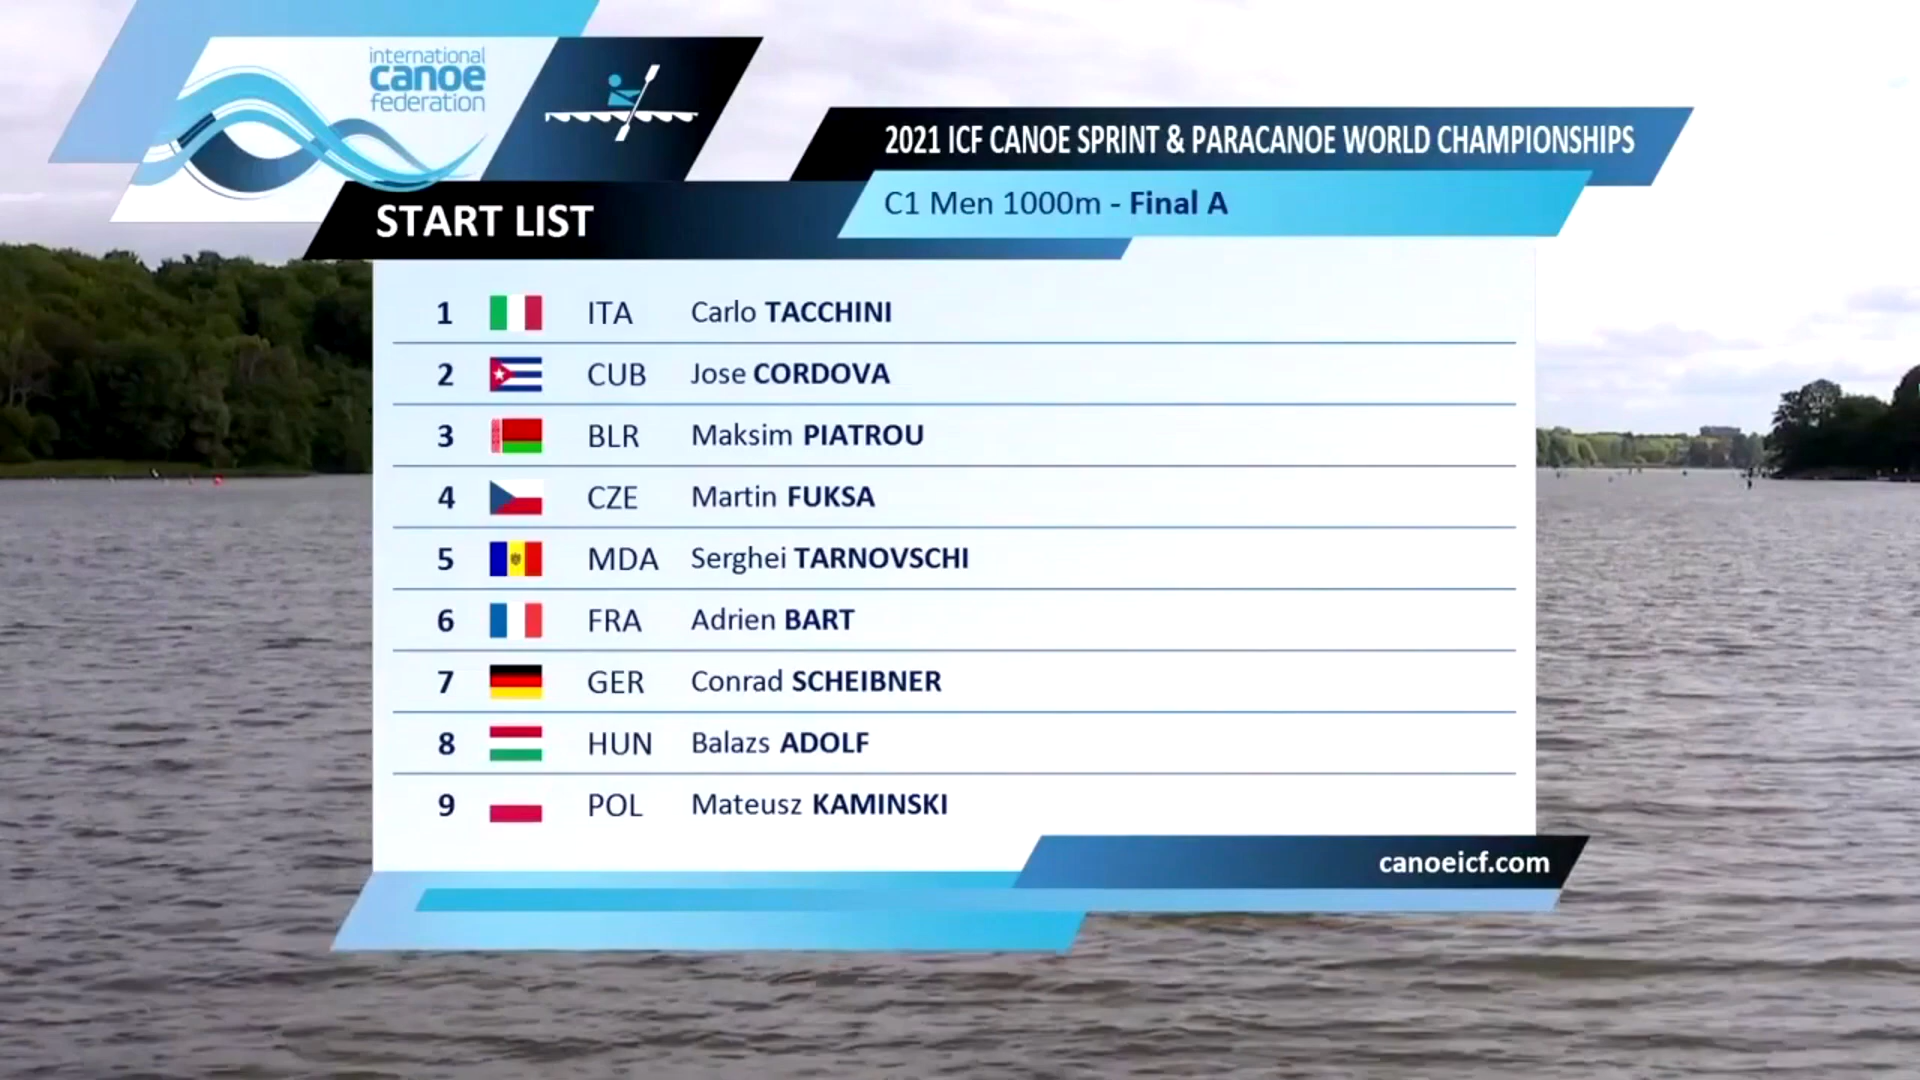 international
canoe
federation
2021 ICF CANOE SPRINT & PARACANOE WORLD CHAMPIONSHIPS
START LIST
C1 Men 1000m - Final A
1 ITA Carlo TACCHINI
2 CUB Jose CORDOVA
3 BLR Maksim PIATROU
4 CZE Martin FUKSA
5 MDA Serghei TARNOVSCHI
6 FRA Adrien BART
7 GER Conrad SCHEIBNER
8 HUN Balazs ADOLF
9 POL Mateusz KAMINSKI
canoeicf.com